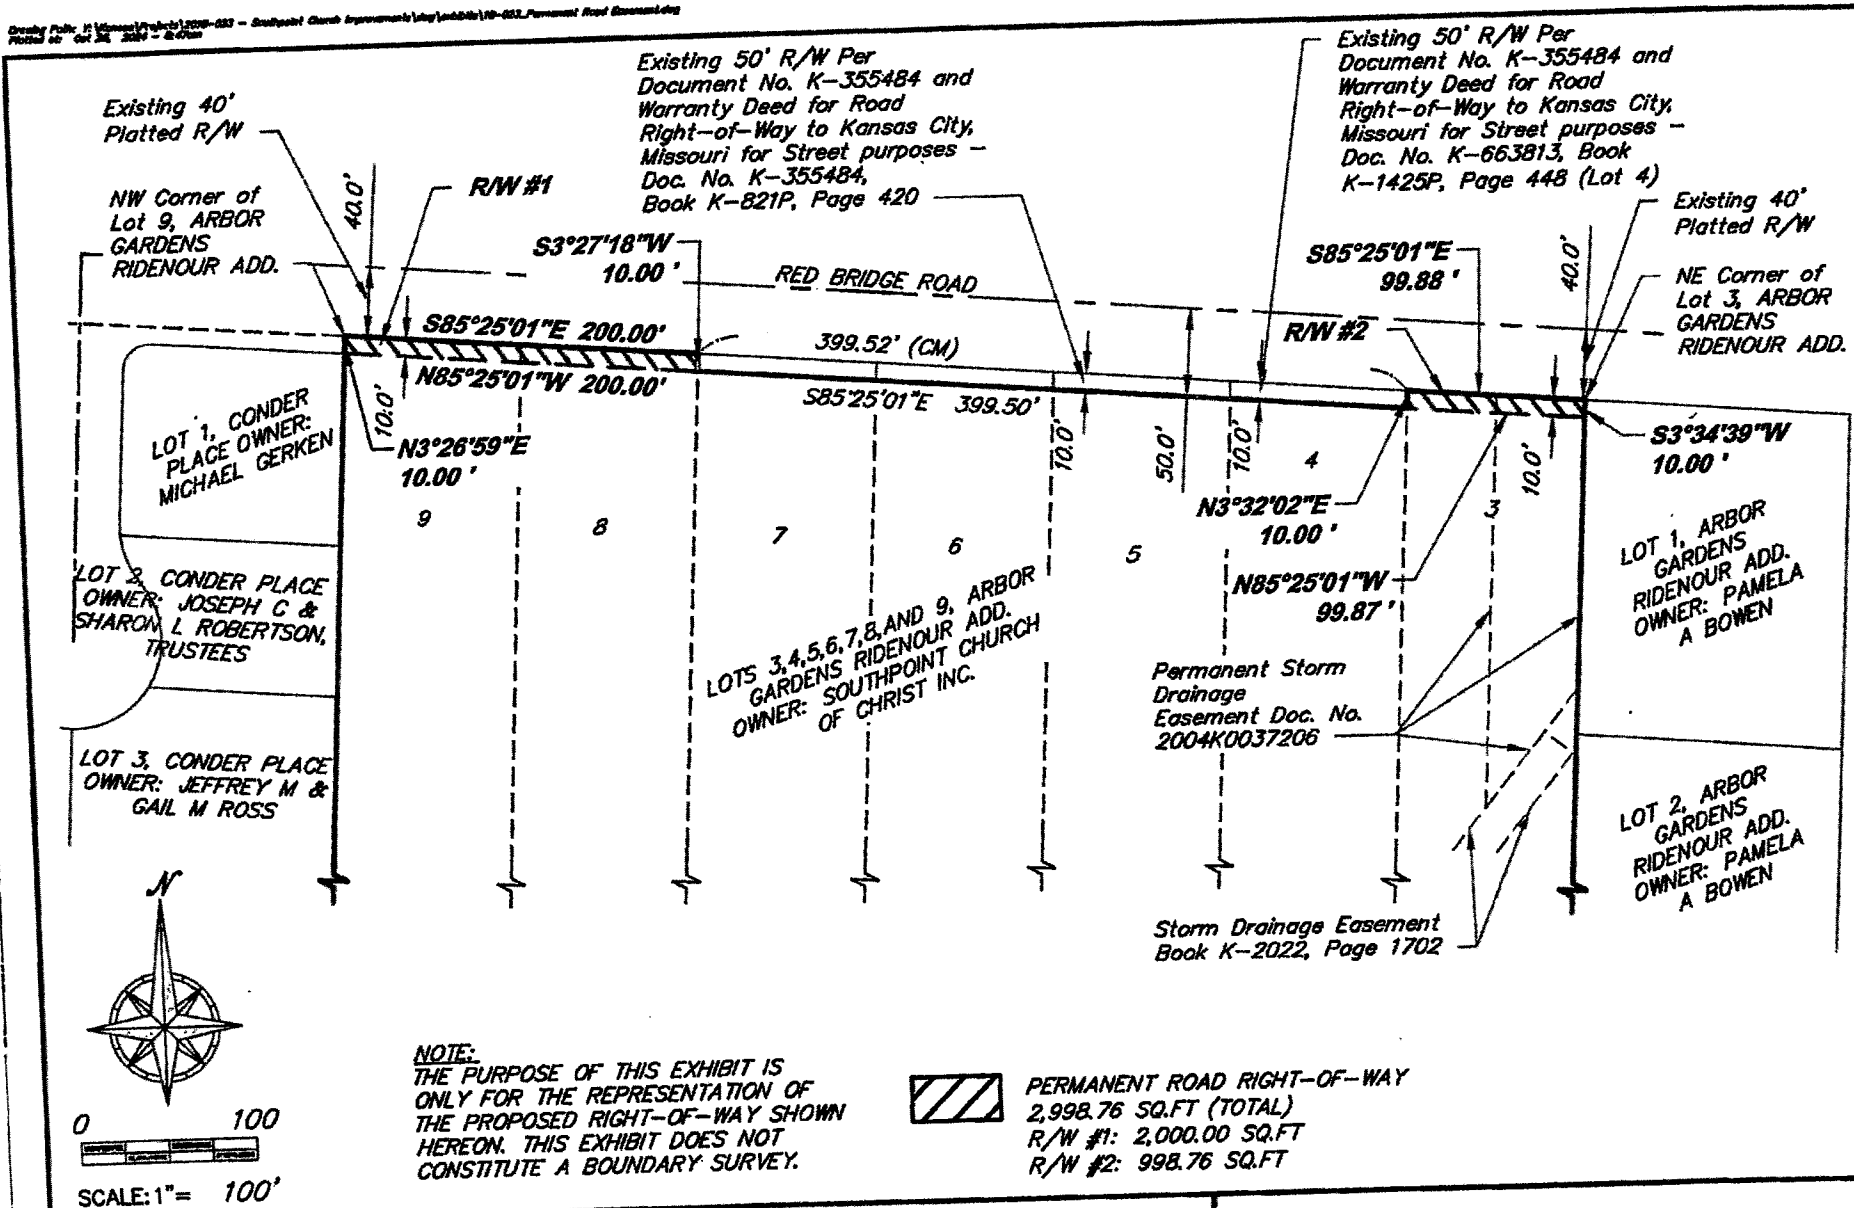 Plotted at: Oct 24, 2024
Existing 40'
Platted R/W
NW Corner of
Lot 9, ARBOR
GARDENS
RIDENOUR ADD.
40.0'
R/W #1
Existing 50' R/W Per
Document No. K-355484 and
Warranty Deed for Road
Right-of-Way to Kansas City,
Missouri for Street purposes -
Doc. No. K-355484,
Book K-821P, Page 420
Existing 50' R/W Per
Document No. K-355484 and
Warranty Deed for Road
Right-of-Way to Kansas City,
Missouri for Street purposes -
Doc. No. K-663813, Book
K-1425P, Page 448 (Lot 4)
Existing 40'
Platted R/W
40.0'
NE Corner of
Lot 3, ARBOR
GARDENS
RIDENOUR ADD.
S3°27'18"W
10.00 '
RED BRIDGE ROAD
S85°25'01"E
99.88 '
R/W #2
S85°25'01"E 200.00'
399.52' (CM)
N85°25'01"W 200.00'
S85°25'01"E 399.50'
10.0'
N3°26'59"E
10.00 '
10.0'
50.0'
10.0'
10.0'
S3°34'39"W
10.00 '
N3°32'02"E
10.00 '
N85°25'01"W
99.87 '
LOT 1, CONDER
PLACE OWNER:
MICHAEL GERKEN
9
8
7
6
5
4
3
LOT 2, CONDER PLACE
OWNER: JOSEPH C &
SHARON L ROBERTSON,
TRUSTEES
LOT 3, CONDER PLACE
OWNER: JEFFREY M &
GAIL M ROSS
LOTS 3,4,5,6,7,8,AND 9, ARBOR
GARDENS RIDENOUR ADD.
OWNER: SOUTHPOINT CHURCH
OF CHRIST INC.
LOT 1, ARBOR
GARDENS
RIDENOUR ADD.
OWNER: PAMELA
A BOWEN
Permanent Storm
Drainage
Easement Doc. No.
2004K0037206
LOT 2, ARBOR
GARDENS
RIDENOUR ADD.
OWNER: PAMELA
A BOWEN
Storm Drainage Easement
Book K-2022, Page 1702
N
0 100
SCALE: 1"= 100'
NOTE:
THE PURPOSE OF THIS EXHIBIT IS
ONLY FOR THE REPRESENTATION OF
THE PROPOSED RIGHT-OF-WAY SHOWN
HEREON. THIS EXHIBIT DOES NOT
CONSTITUTE A BOUNDARY SURVEY.
PERMANENT ROAD RIGHT-OF-WAY
2,998.76 SQ.FT (TOTAL)
R/W #1: 2,000.00 SQ.FT
R/W #2: 998.76 SQ.FT